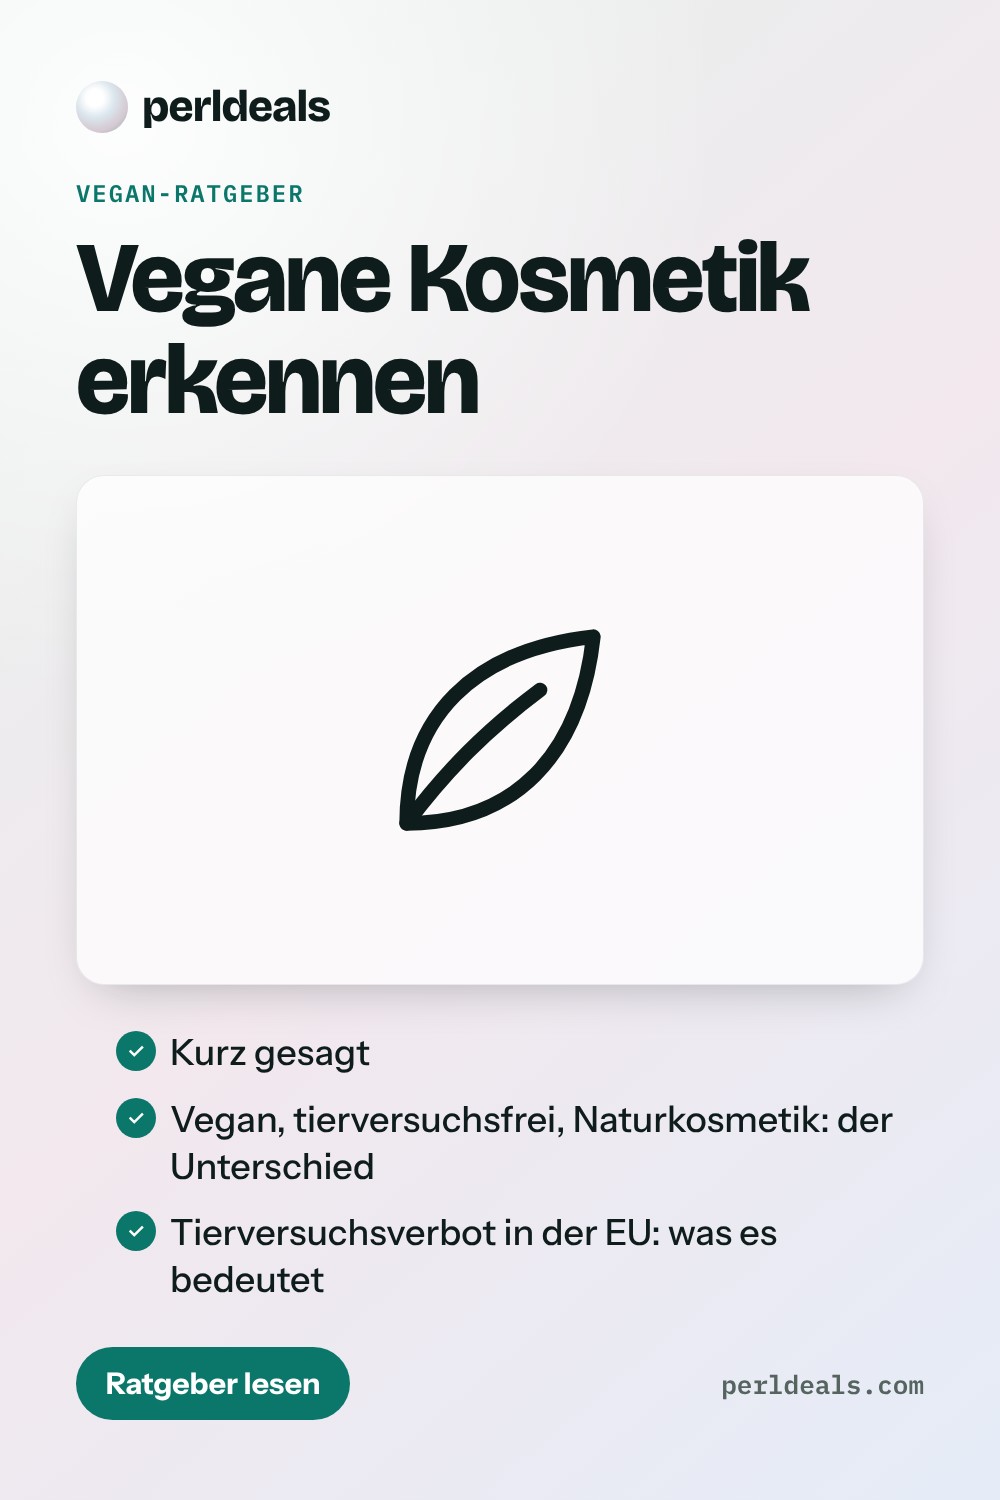 perldeals
VEGAN-RATGEBER
Vegane Kosmetik
erkennen
Kurz gesagt
Vegan, tierversuchsfrei, Naturkosmetik: der
Unterschied
Tierversuchsverbot in der EU: was es
bedeutet
Ratgeber lesen
perldeals.com